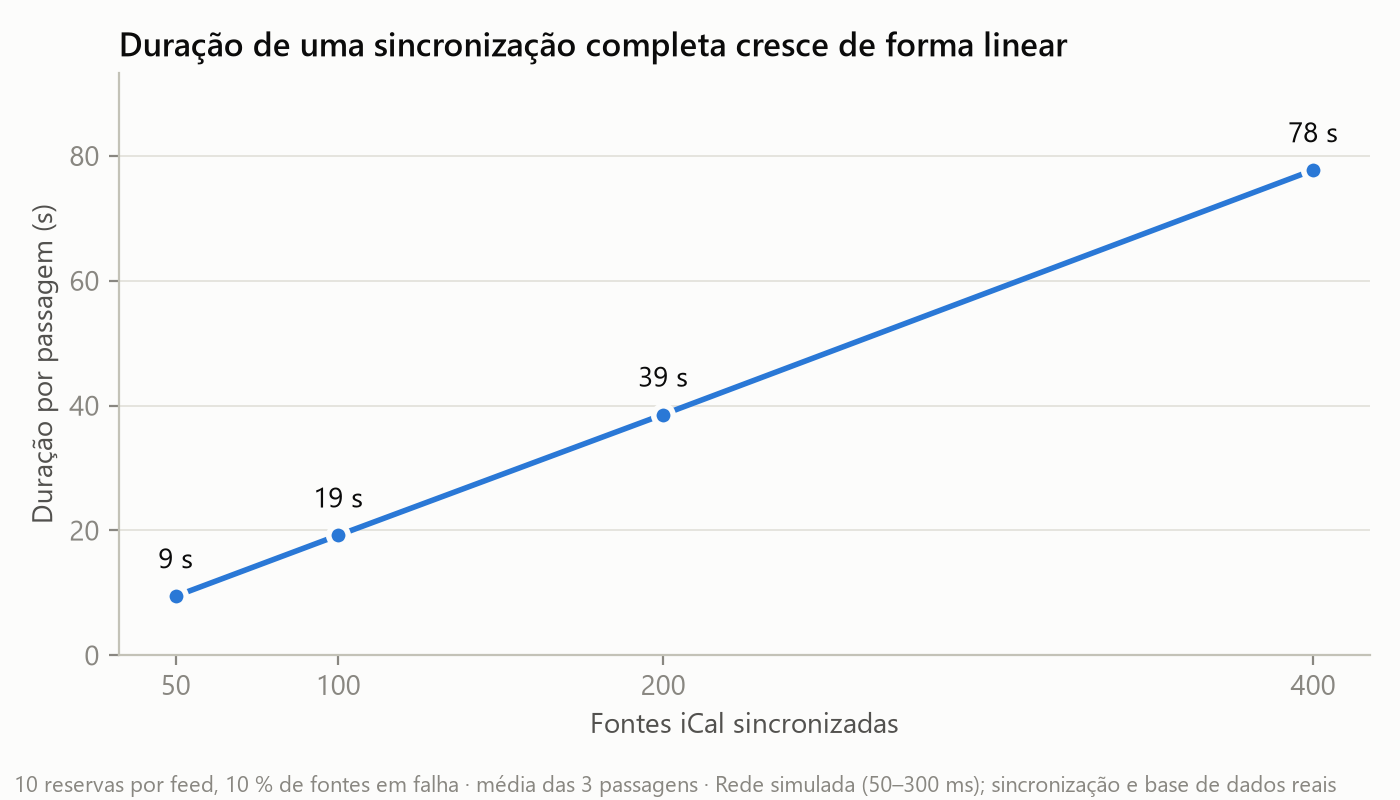 Duração de uma sincronização completa cresce de forma linear
78 s
80
60
39 s
40
19 s
20
9 s
0
50 100 200 400
Duração por passagem (s)
Fontes iCal sincronizadas
10 reservas por feed, 10 % de fontes em falha · média das 3 passagens · Rede simulada (50–300 ms); sincronização e base de dados reais